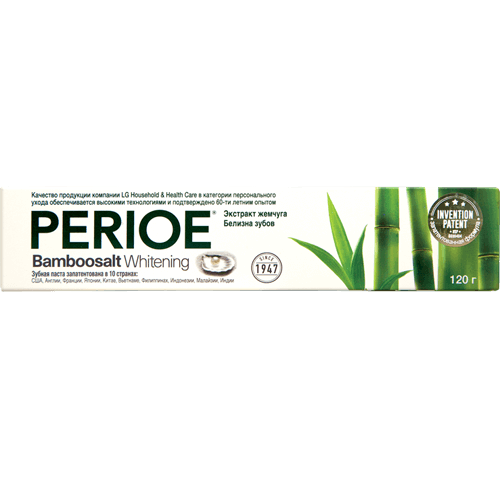 Качество продукции компании LG Household & Health Care в категории персонального
ухода обеспечивается высокими технологиями и подтверждено 60-ти летним опытом
PERIOE®
Экстракт жемчуга
Белизна зубов
Bamboosalt Whitening
Зубная паста запатентована в 10 странах:
США, Англии, Франции, Японии, Китае, Вьетнаме, Филиппинах, Индонезии, Малайзии, Индии
SINCE
1947
INVENTION
PATENT
120 г